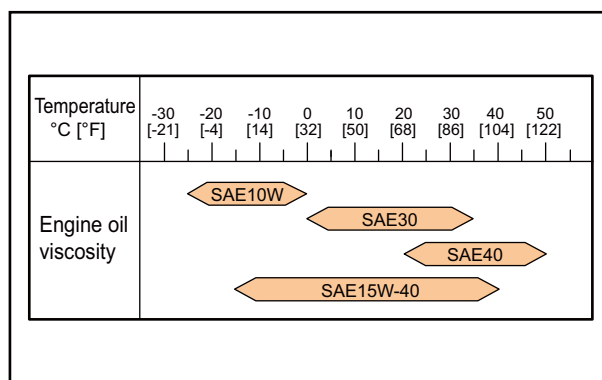 Temperature
°C [°F]
-30 -20 -10 0 10 20 30 40 50
[-21] [-4] [14] [32] [50] [68] [86] [104] [122]
Engine oil
viscosity
SAE10W
SAE30
SAE40
SAE15W-40